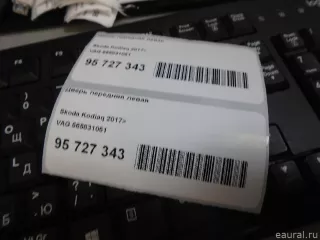 Skoda Kodiaq 2017>
VAG 565831051
95 727 343
Дверь передняя левая
Skoda Kodiaq 2017>
VAG 565831051
95 727 343
eaural.ru